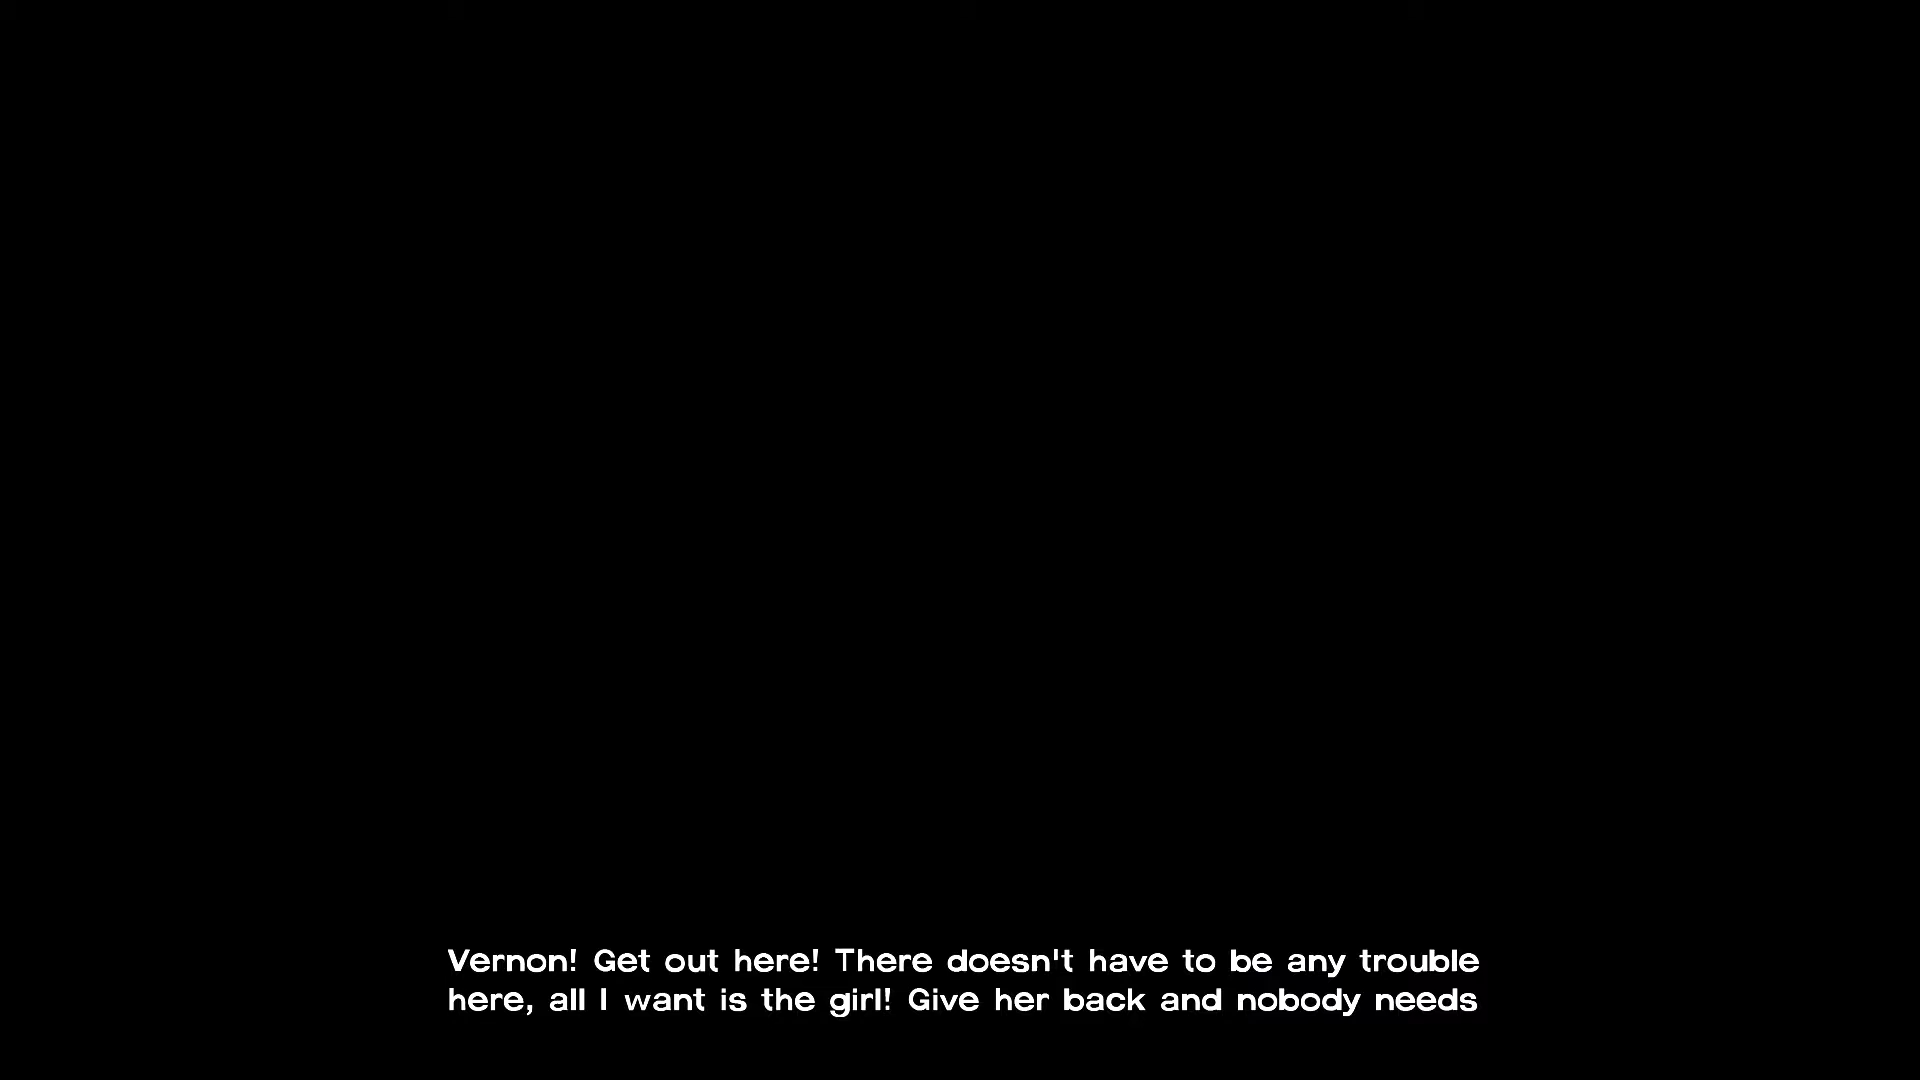 Vernon! Get out here! There doesn't have to be any trouble
here, all I want is the girl! Give her back and nobody needs